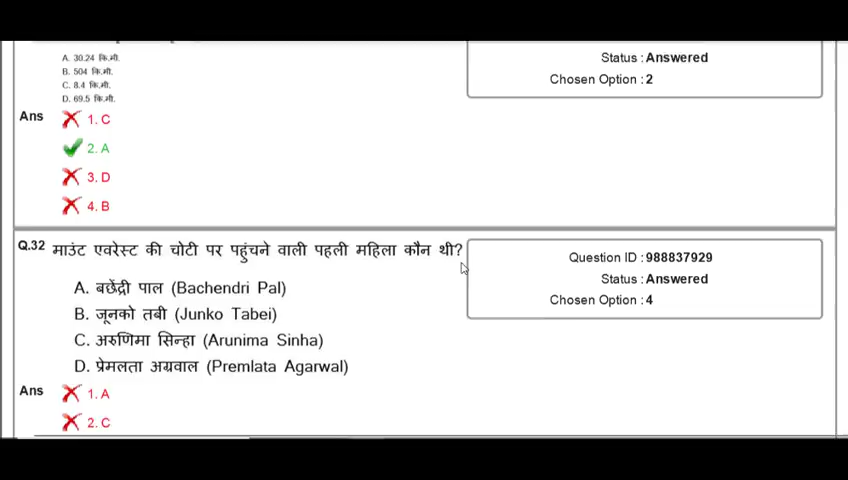 A. 30.24 कि.मी.
B. 504 कि.मी.
C. 8.4 कि.मी.
D. 69.5 कि.मी.
Status : Answered
Chosen Option : 2
Ans
1. C
2. A
3. D
4. B
Q.32 माउंट एवरेस्ट की चोटी पर पहुंचने वाली पहली महिला कौन थी?
A. बछेंद्री पाल (Bachendri Pal)
B. जूनको तबी (Junko Tabei)
C. अरुणिमा सिन्हा (Arunima Sinha)
D. प्रेमलता अग्रवाल (Premlata Agarwal)
Question ID : 988837929
Status : Answered
Chosen Option : 4
Ans
1. A
2. C